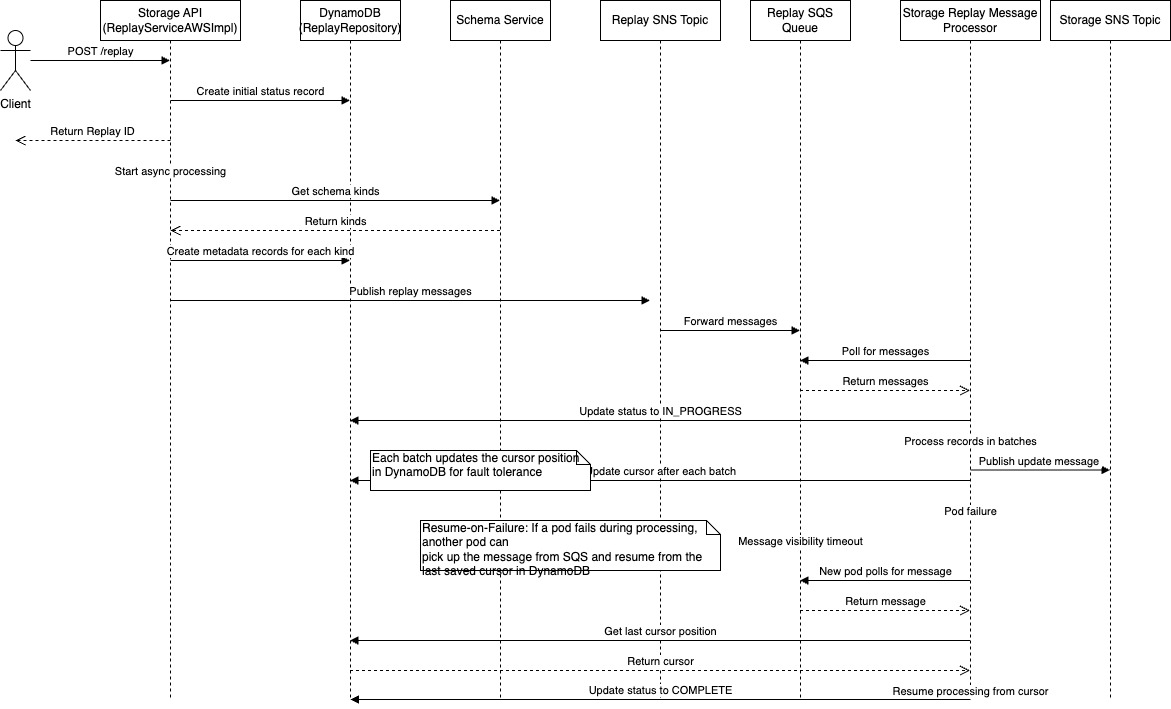 Storage API
(ReplayServiceAWSImpl)
DynamoDB
(ReplayRepository)
Schema Service
Replay SNS Topic
Replay SQS
Queue
Storage Replay Message
Processor
Storage SNS Topic
Client
POST /replay
Create initial status record
Return Replay ID
Start async processing
Get schema kinds
Return kinds
Create metadata records for each kind
Publish replay messages
Forward messages
Poll for messages
Return messages
Update status to IN_PROGRESS
Process records in batches
Each batch updates the cursor position
in DynamoDB for fault tolerance
Publish update message
Update cursor after each batch
Pod failure
Resume-on-Failure: If a pod fails during processing,
another pod can
pick up the message from SQS and resume from the
last saved cursor in DynamoDB
Message visibility timeout
New pod polls for message
Return message
Get last cursor position
Return cursor
Update status to COMPLETE
Resume processing from cursor